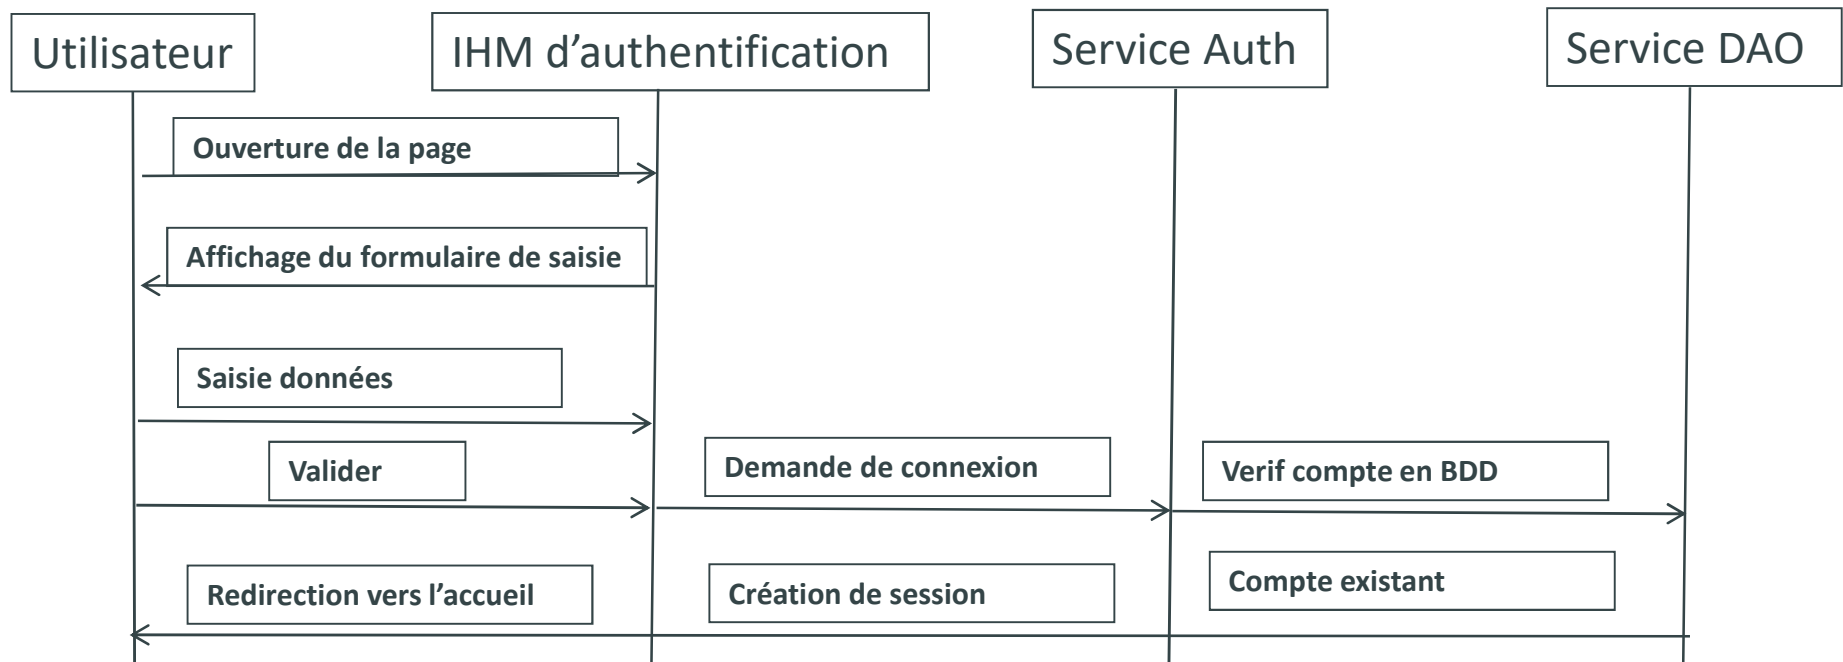 Utilisateur
IHM d’authentification
Service Auth
Service DAO
Ouverture de la page
Affichage du formulaire de saisie
Saisie données
Valider
Demande de connexion
Verif compte en BDD
Redirection vers l’accueil
Création de session
Compte existant